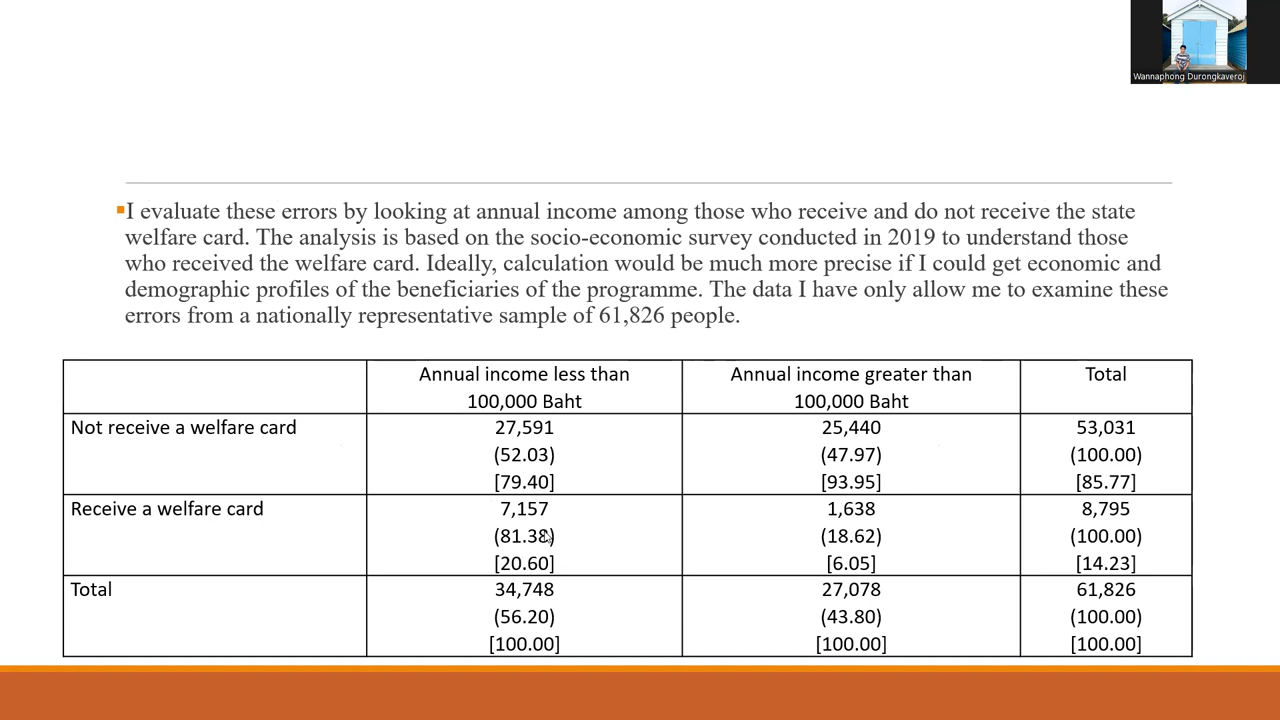 Wannaphong Durongkaveroj
▪I evaluate these errors by looking at annual income among those who receive and do not receive the state
welfare card. The analysis is based on the socio-economic survey conducted in 2019 to understand those
who received the welfare card. Ideally, calculation would be much more precise if I could get economic and
demographic profiles of the beneficiaries of the programme. The data I have only allow me to examine these
errors from a nationally representative sample of 61,826 people.
Annual income less than Annual income greater than Total
100,000 Baht 100,000 Baht
Not receive a welfare card 27,591 25,440 53,031
(52.03) (47.97) (100.00)
[79.40] [93.95] [85.77]
Receive a welfare card 7,157 1,638 8,795
(81.38) (18.62) (100.00)
[20.60] [6.05] [14.23]
Total 34,748 27,078 61,826
(56.20) (43.80) (100.00)
[100.00] [100.00] [100.00]